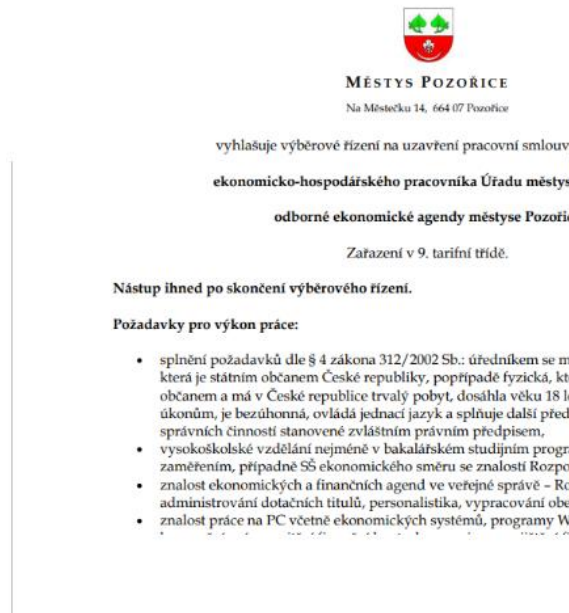 MĚSTYS POZOŘICE
Na Městečku 14, 664 07 Pozořice
vyhlašuje výběrové řízení na uzavření pracovní smlouv
ekonomicko-hospodářského pracovníka Úřadu městys
odborné ekonomické agendy městyse Pozoři
Zařazení v 9. tarifní třídě.
Nástup ihned po skončení výběrového řízení.
Požadavky pro výkon práce:
• splnění požadavků dle § 4 zákona 312/2002 Sb.: úředníkem se m
která je státním občanem České republiky, popřípadě fyzická, kt
občanem a má v České republice trvalý pobyt, dosáhla věku 18 l
úkonům, je bezúhonná, ovládá jednací jazyk a splňuje další před
správních činností stanovené zvláštním právním předpisem,
• vysokoškolské vzdělání nejméně v bakalářském studijním progr
zaměřením, případně SŠ ekonomického směru se znalostí Rozpo
• znalost ekonomických a finančních agend ve veřejné správě – Ro
administrování dotačních titulů, personalistika, vypracování obe
• znalost práce na PC včetně ekonomických systémů, programy W